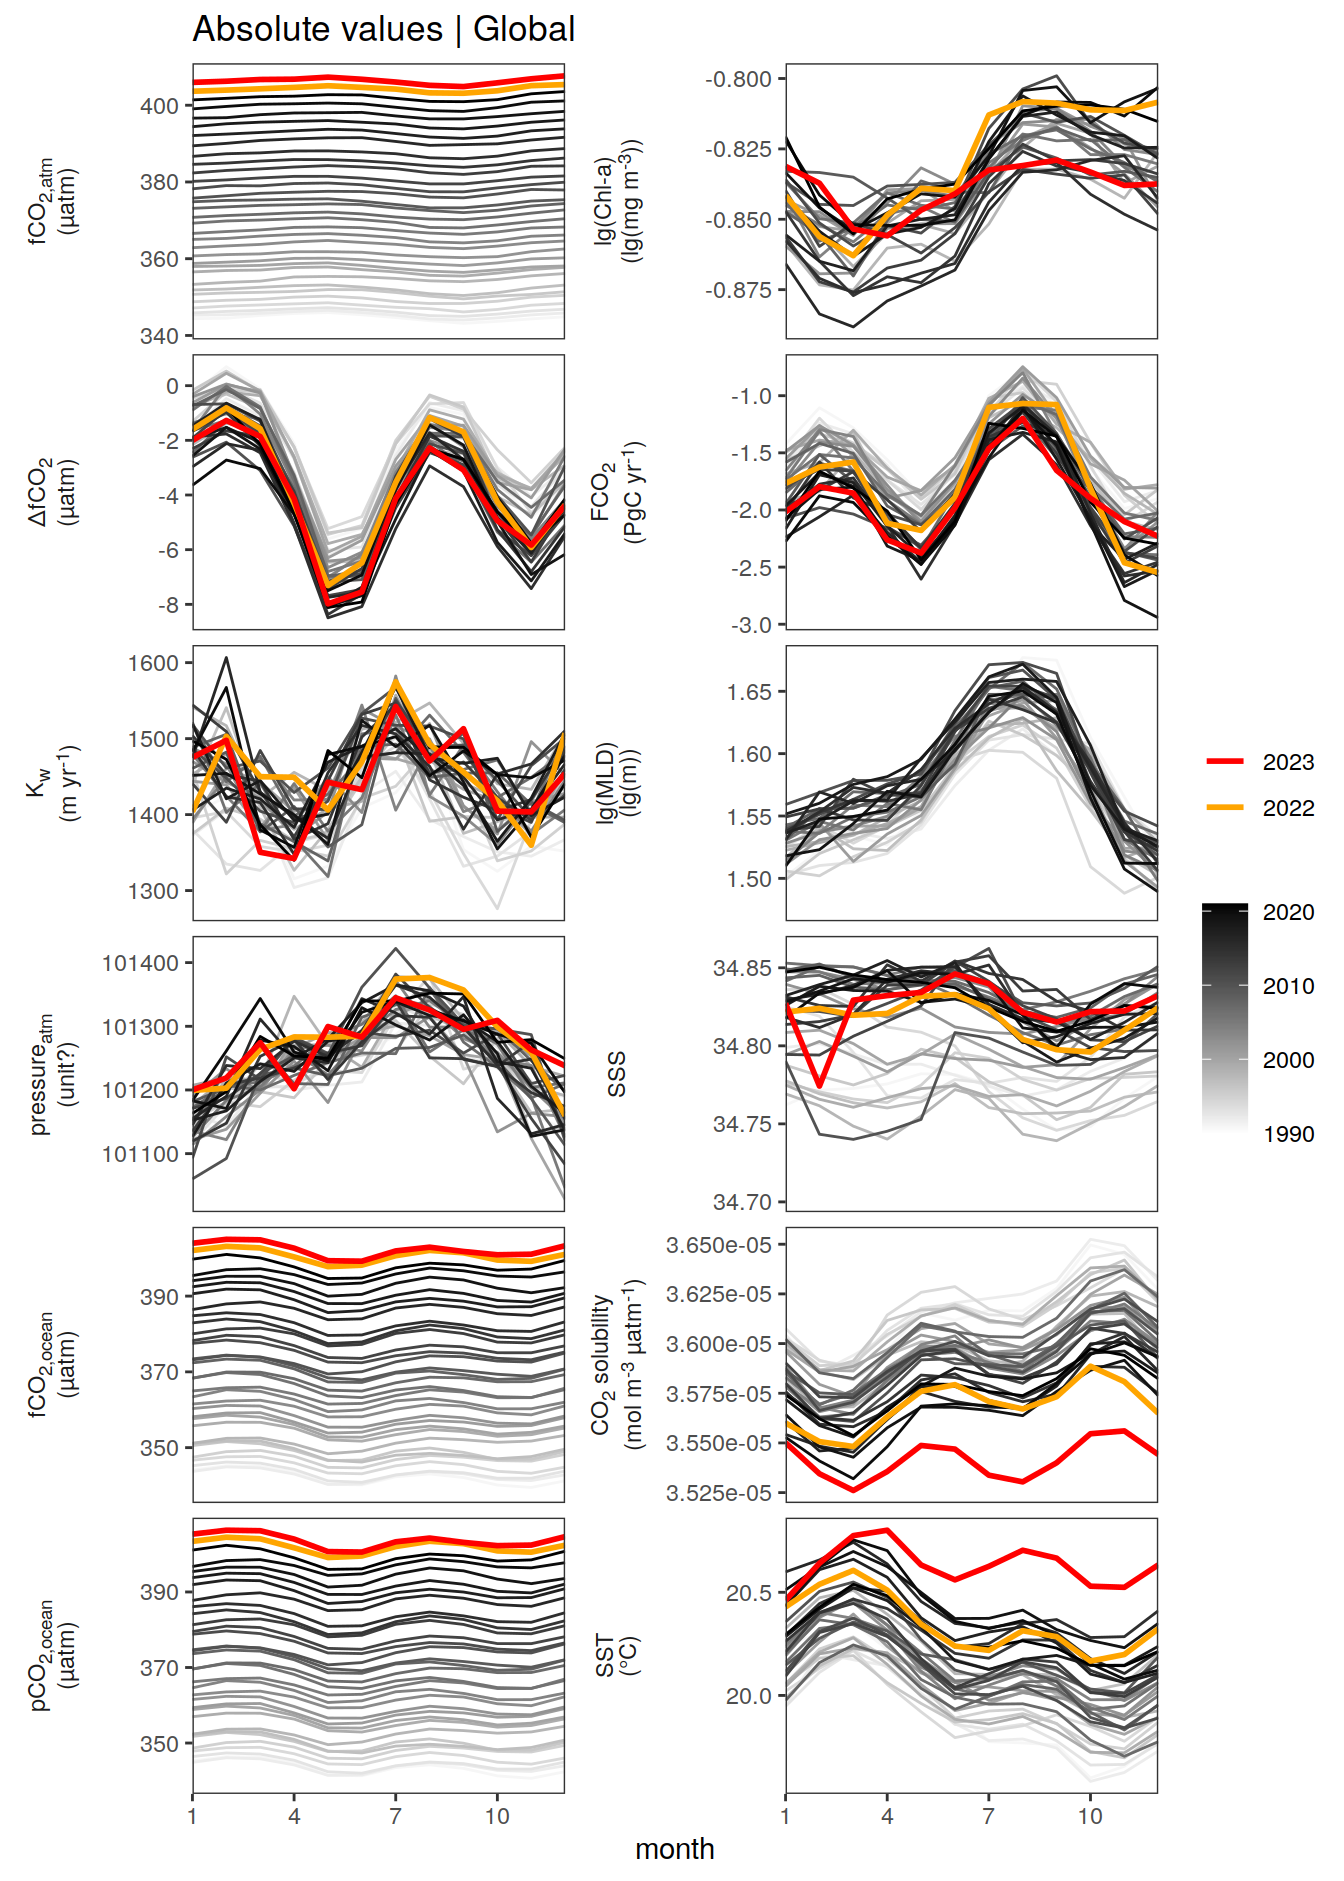 Absolute values | Global
fCO2,atm
(µatm)
400
380
360
340
lg(Chl-a)
(lg(mg m-3))
-0.800
-0.825
-0.850
-0.875
ΔfCO2
(µatm)
0
-2
-4
-6
-8
FCO2
(PgC yr-1)
-1.0
-1.5
-2.0
-2.5
-3.0
Kw
(m yr-1)
1600
1500
1400
1300
lg(MLD)
(lg(m))
1.65
1.60
1.55
1.50
pressureatm
(unit?)
101400
101300
101200
101100
SSS
34.85
34.80
34.75
34.70
fCO2,ocean
(µatm)
390
370
350
CO2 solubility
(mol m-3 µatm-1)
3.650e-05
3.625e-05
3.600e-05
3.575e-05
3.550e-05
3.525e-05
pCO2,ocean
(µatm)
390
370
350
SST
(°C)
20.5
20.0
1 4 7 10
1 4 7 10
month
2023
2022
2020
2010
2000
1990